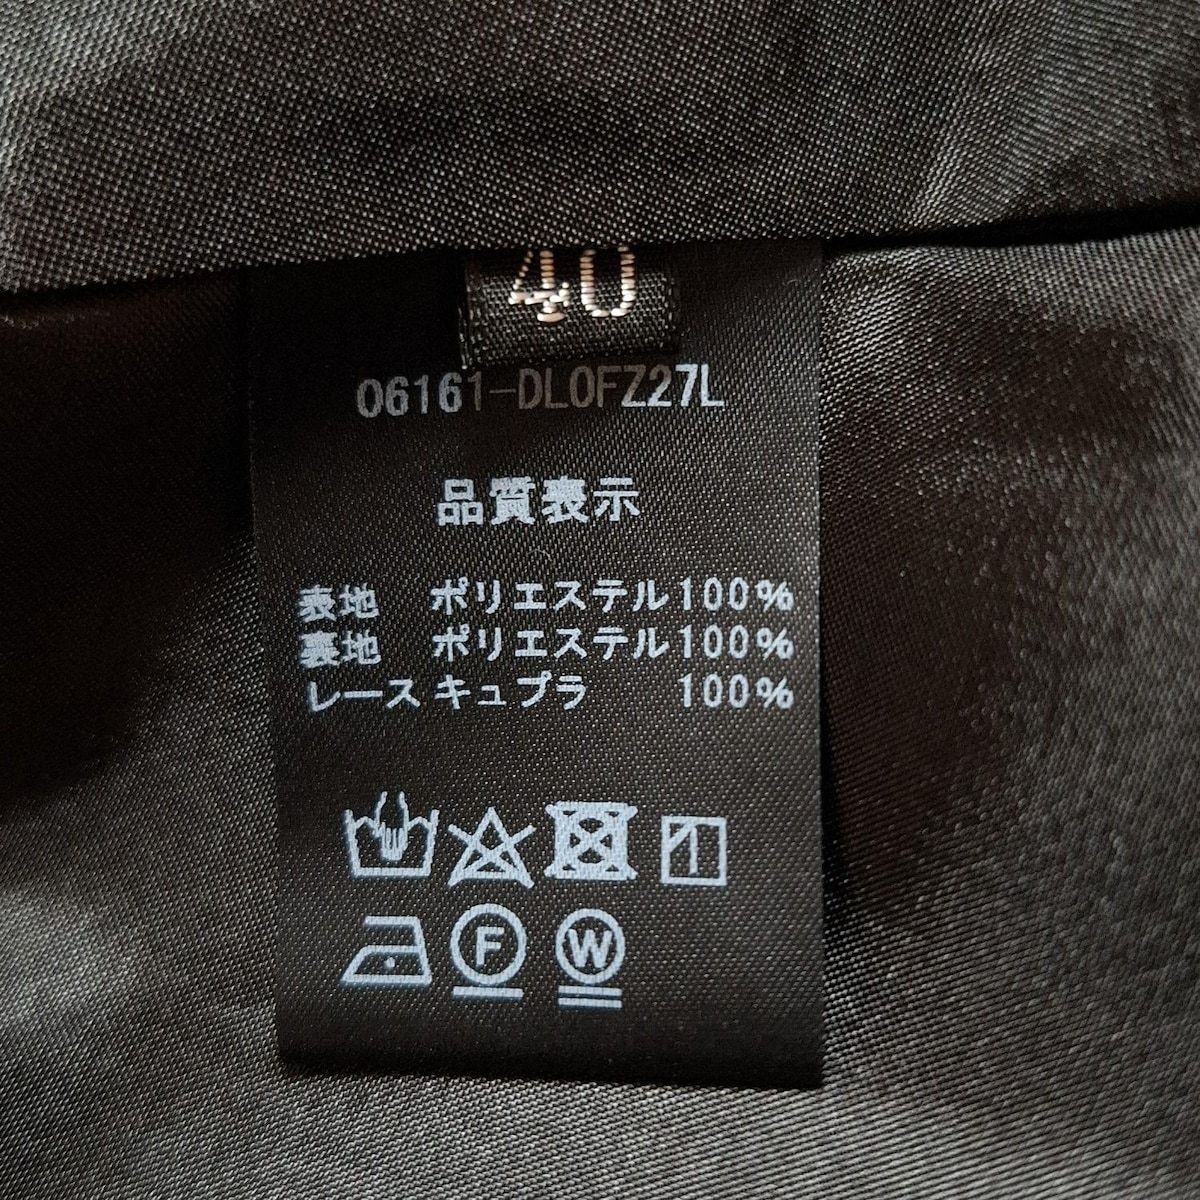 40
06161-DL0FZ27L
品質表示
表地 ポリエステル100%
裏地 ポリエステル100%
レース キュプラ 100%
F W